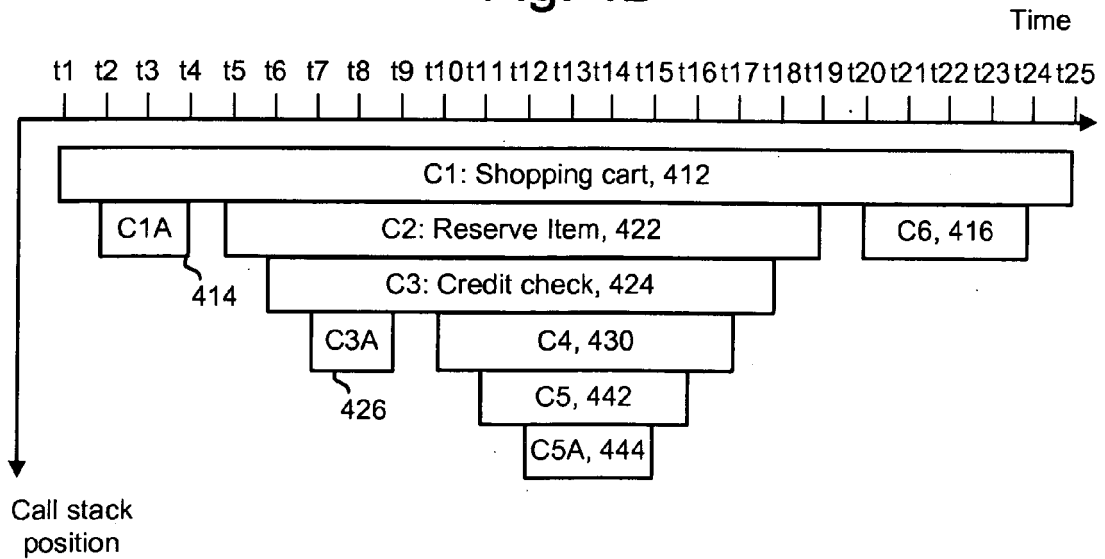 Time
t1 t2 t3 t4 t5 t6 t7 t8 t9 t10 t11 t12 t13 t14 t15 t16 t17 t18 t19 t20 t21 t22 t23 t24 t25
C1: Shopping cart, 412
C1A
C2: Reserve Item, 422
C6, 416
414
C3: Credit check, 424
C3A
C4, 430
426
C5, 442
C5A, 444
Call stack
position